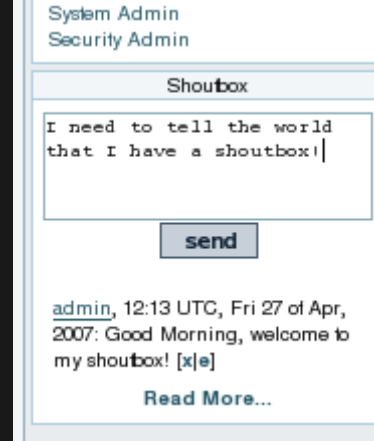 System Admin
Security Admin
Shoutbox
I need to tell the world
that I have a shoutbox!
send
admin, 12:13 UTC, Fri 27 of Apr,
2007: Good Morning, welcome to
my shoutbox! [x|e]
Read More...